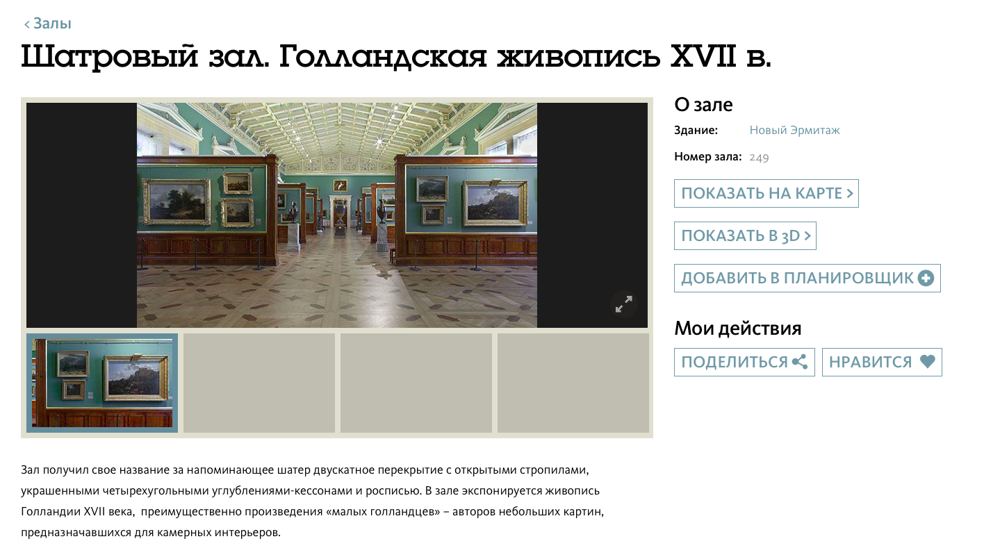 < Залы
Шатровый зал. Голландская живопись XVII в.
О зале
Здание: Новый Эрмитаж
Номер зала: 249
ПОКАЗАТЬ НА КАРТЕ >
ПОКАЗАТЬ В 3D >
ДОБАВИТЬ В ПЛАНИРОВЩИК
Мои действия
ПОДЕЛИТЬСЯ НРАВИТСЯ
Зал получил свое название за напоминающее шатер двускатное перекрытие с открытыми стропилами,
украшенными четырехугольными углублениями-кессонами и росписью. В зале экспонируется живопись
Голландии XVII века,  преимущественно произведения «малых голландцев» – авторов небольших картин,
предназначавшихся для камерных интерьеров.